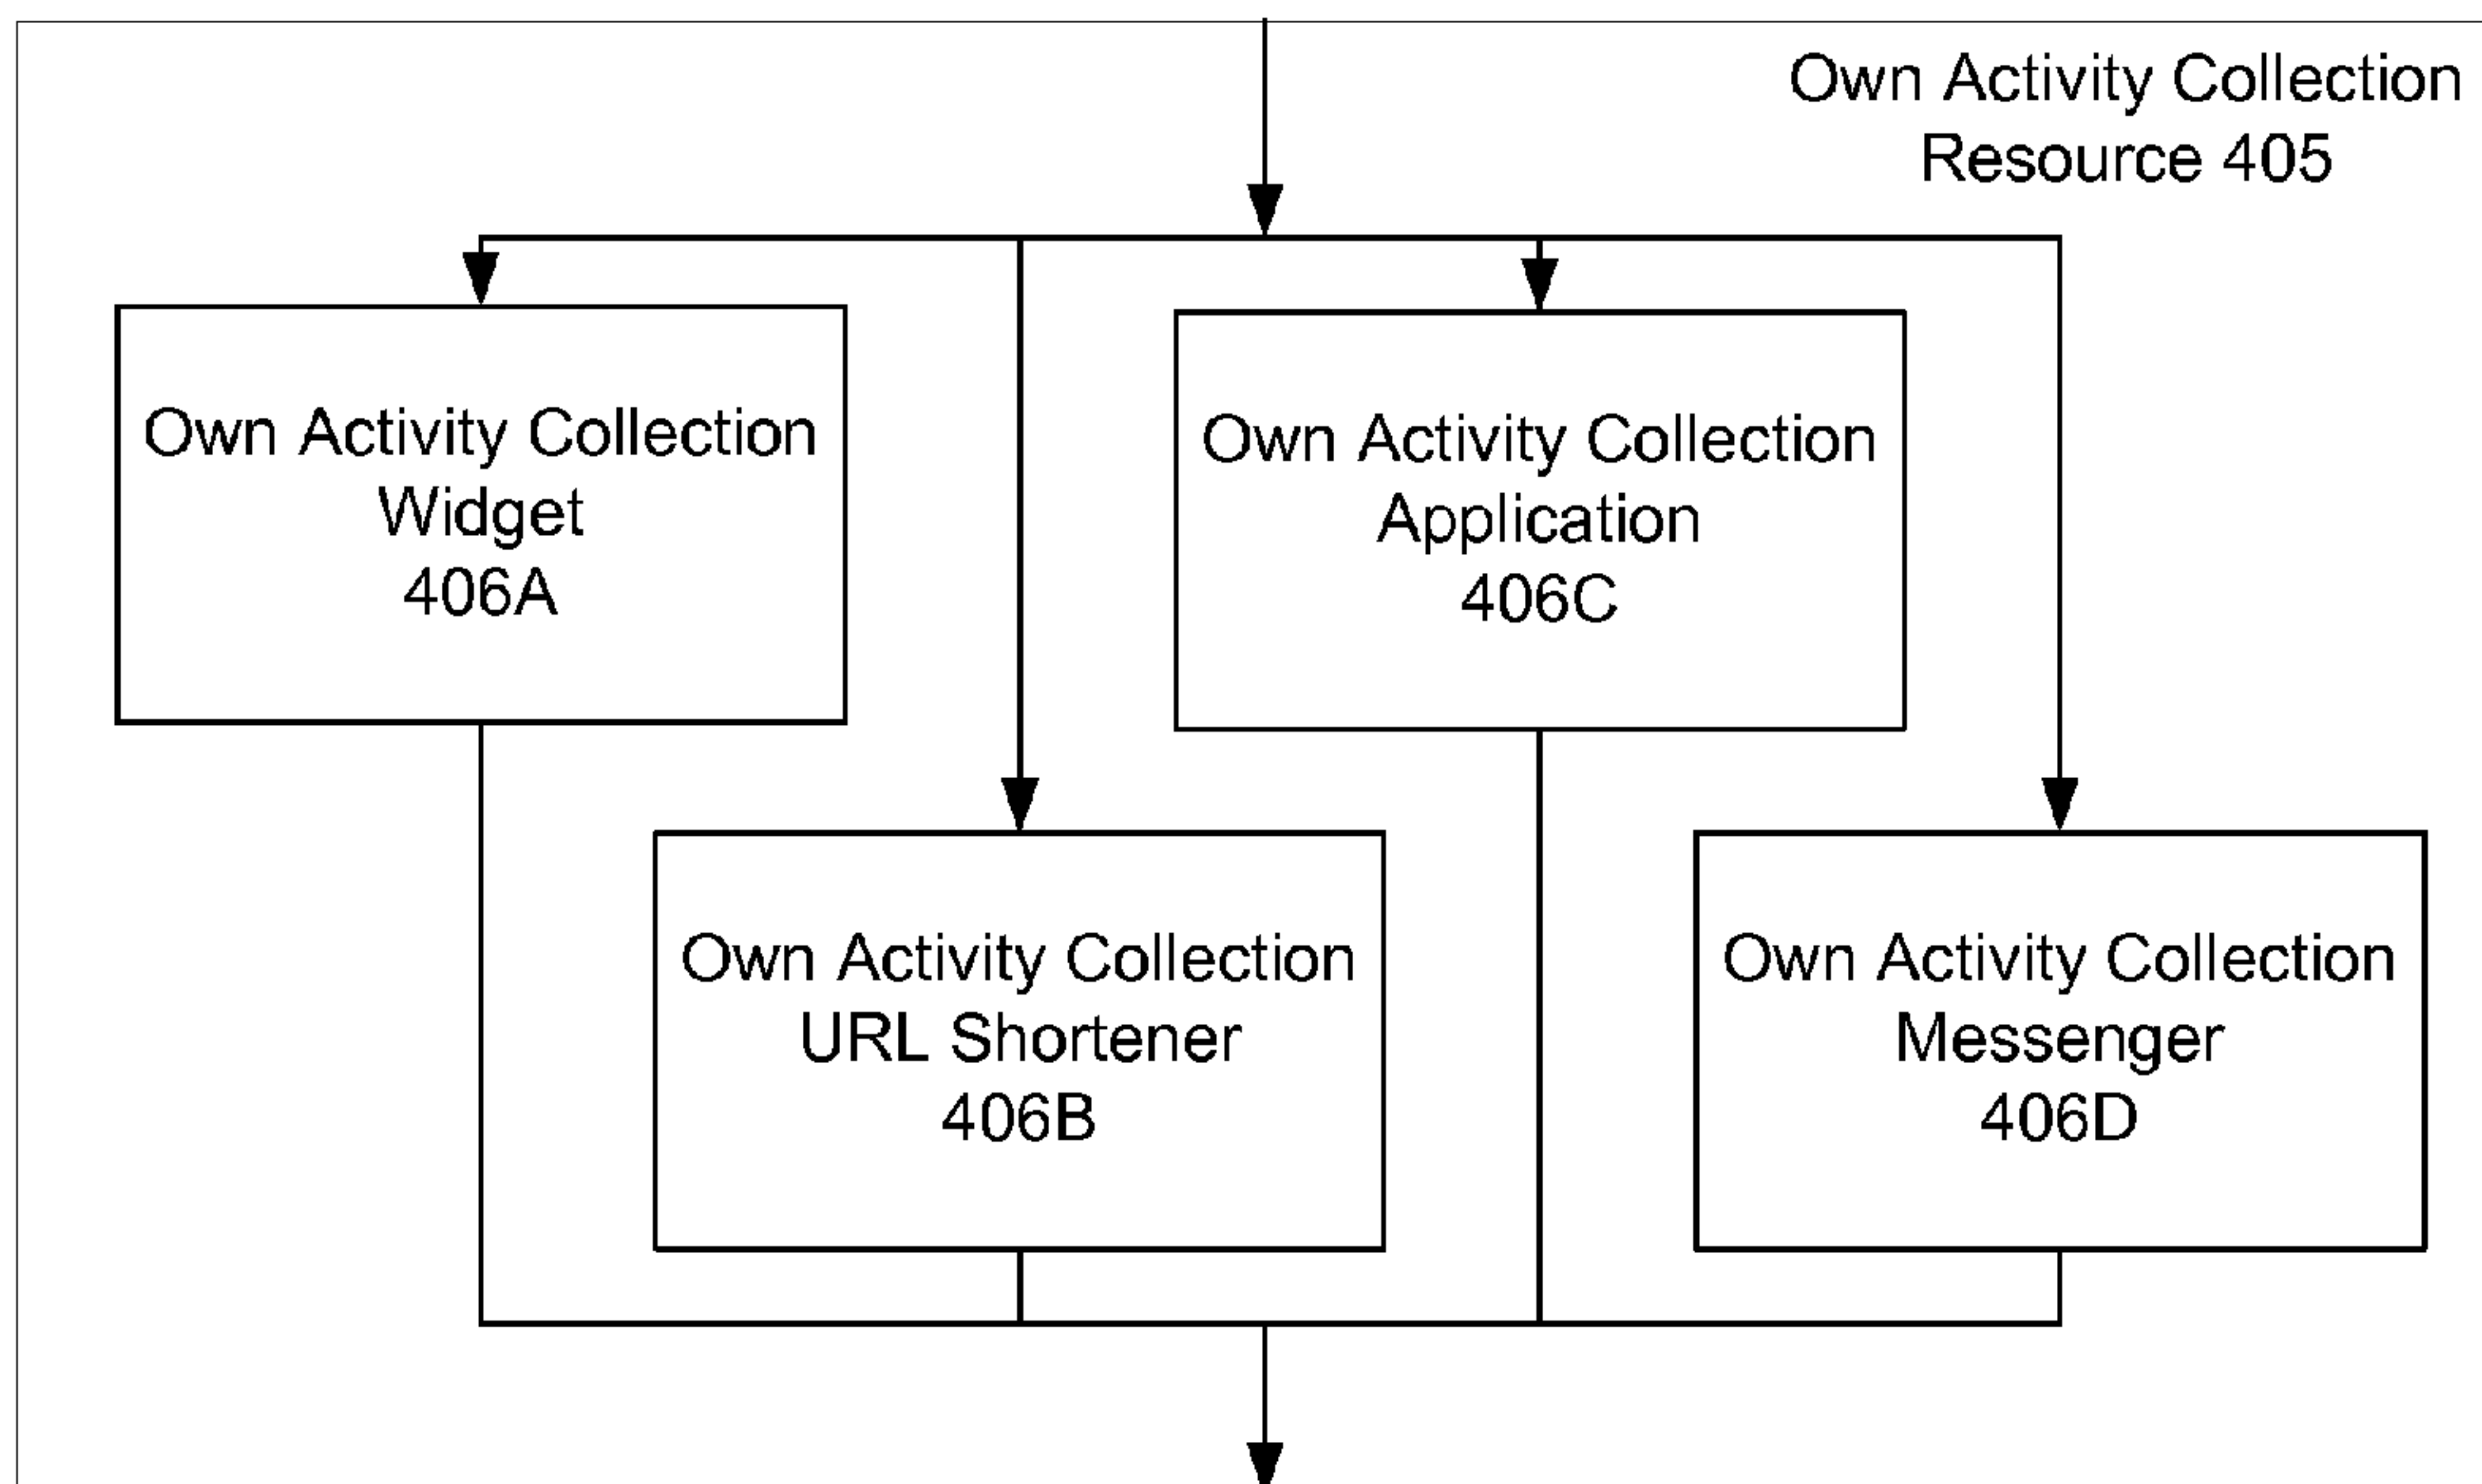 Own Activity Collection
Resource 405
Own Activity Collection
Widget
406A
Own Activity Collection
Application
406C
Own Activity Collection
URL Shortener
406B
Own Activity Collection
Messenger
406D